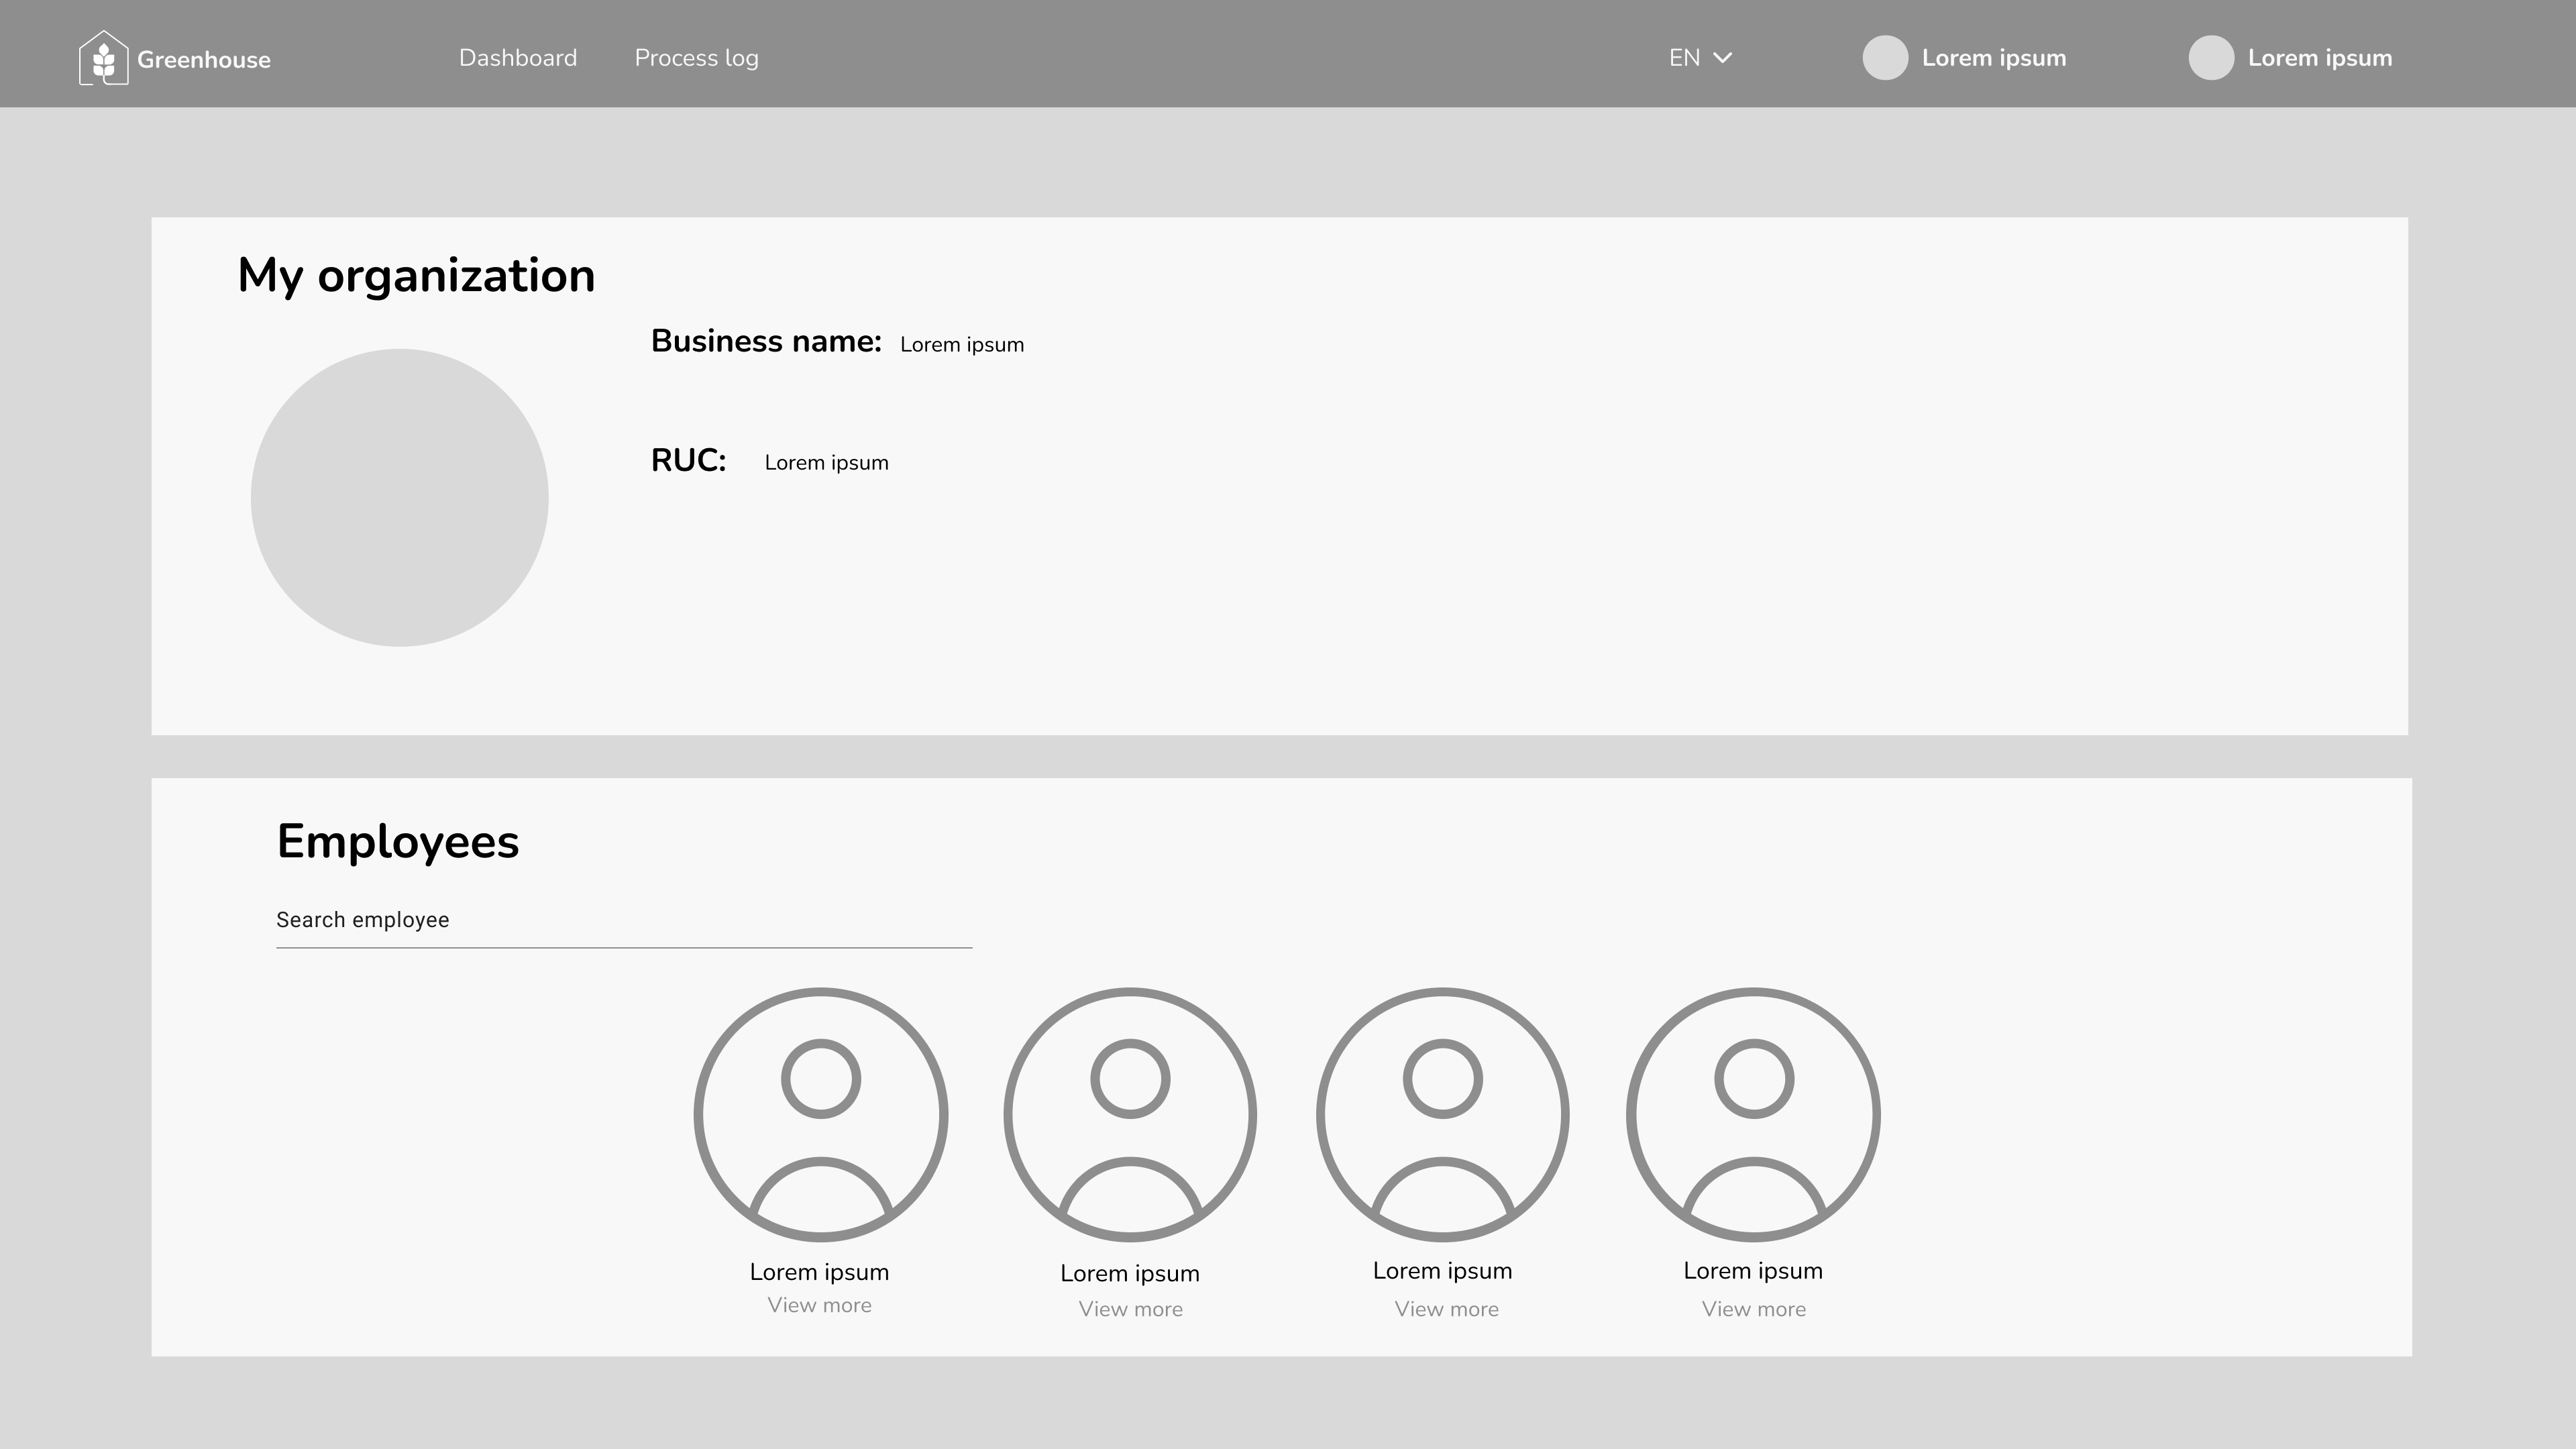 Greenhouse Dashboard Process log EN Lorem ipsum Lorem ipsum
My organization
Business name: Lorem ipsum
RUC: Lorem ipsum
Employees
Search employee
Lorem ipsum Lorem ipsum Lorem ipsum Lorem ipsum
View more View more View more View more